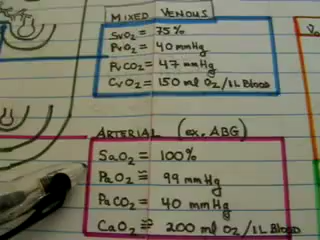 MIXED VENOUS
SvO₂ = 75%
PvO₂ = 40 mmHg
PvCO₂ = 47 mmHg
CvO₂ = 150 ml O₂/1L Blood
ARTERIAL (ex, ABG)
SaO₂ = 100%
PaO₂ ≅ 99 mmHg
PaCO₂ = 40 mmHg
CaO₂ ≅ 200 ml O₂/1L Blood